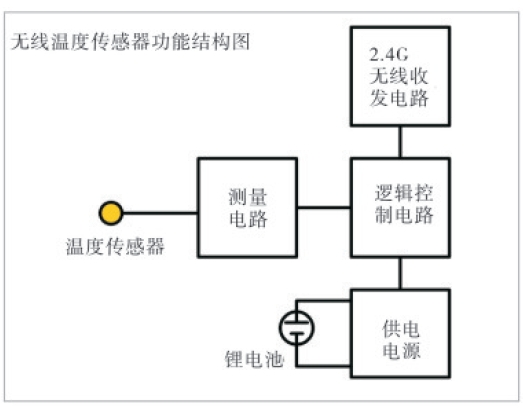 无线温度传感器功能结构图
2.4G
无线收
发电路
测量
电路
逻辑控
制电路
温度传感器
供电
电源
锂电池